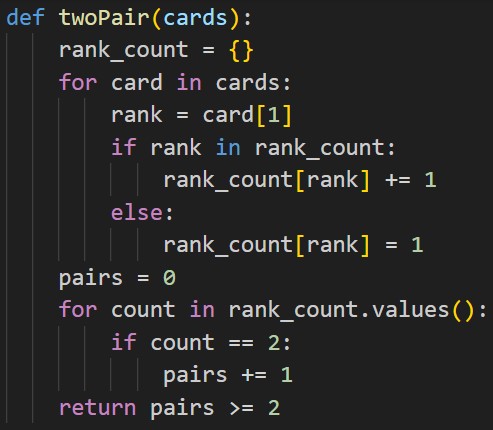 def twoPair(cards):
    rank_count = {}
    for card in cards:
        rank = card[1]
        if rank in rank_count:
            rank_count[rank] += 1
        else:
            rank_count[rank] = 1
    pairs = 0
    for count in rank_count.values():
        if count == 2:
            pairs += 1
    return pairs >= 2